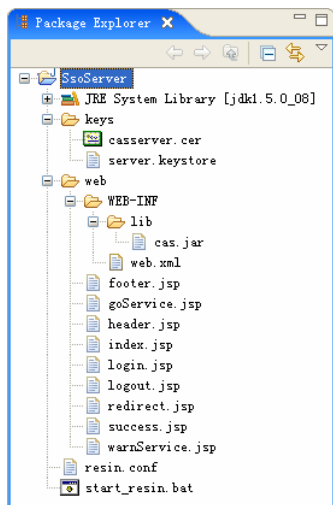 Package Explorer
SsoServer
JRE System Library [jdk1.5.0_08]
keys
casserver.cer
server.keystore
web
WEB-INF
lib
cas.jar
web.xml
footer.jsp
goService.jsp
header.jsp
index.jsp
login.jsp
logout.jsp
redirect.jsp
success.jsp
warnService.jsp
resin.conf
start_resin.bat